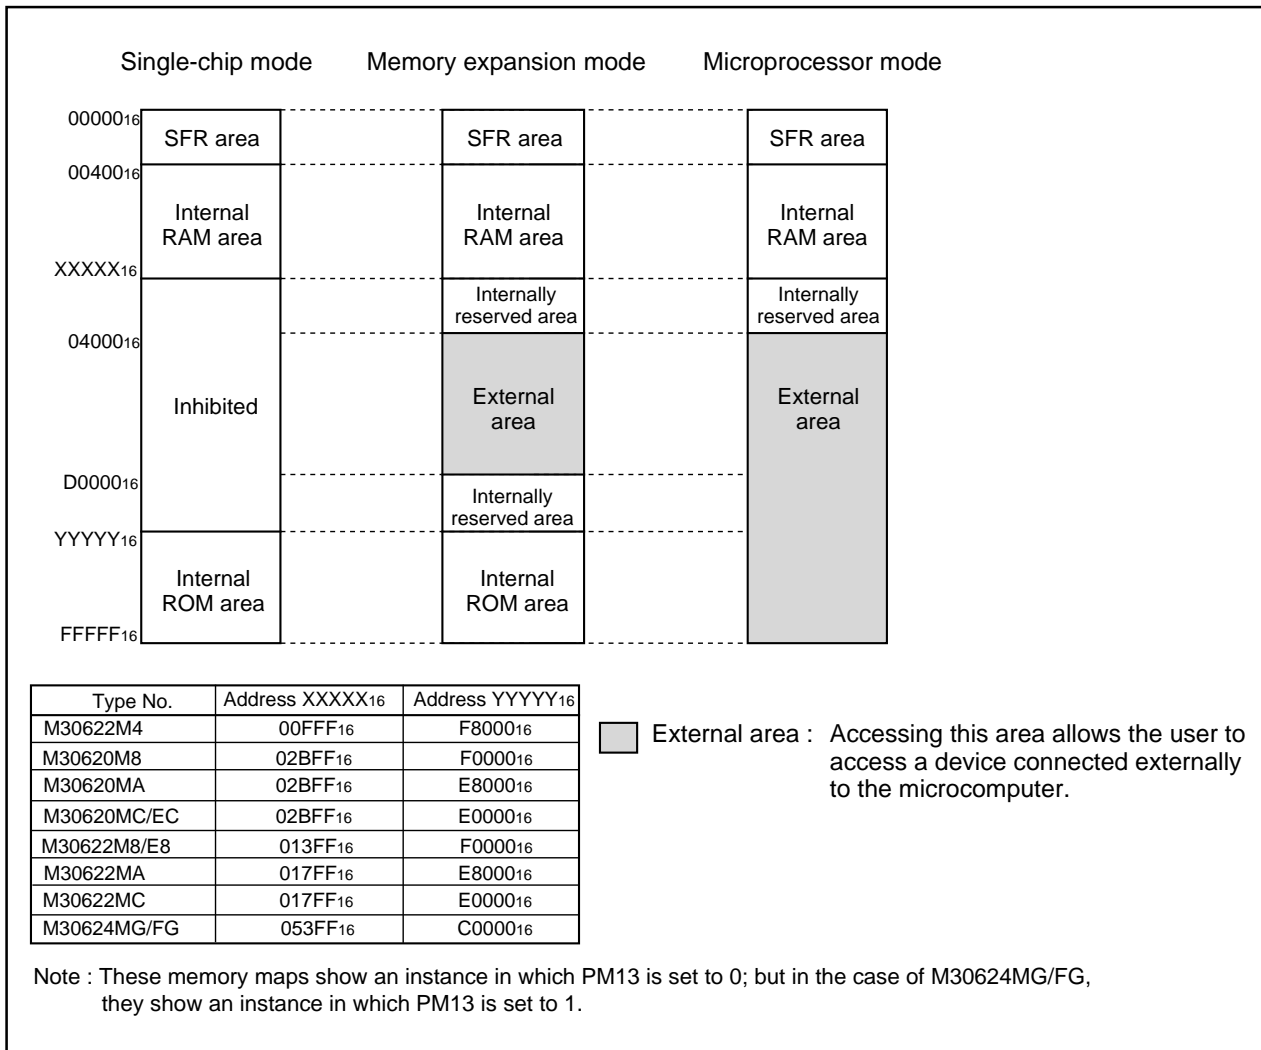 Single-chip mode Memory expansion mode Microprocessor mode
0000016
SFR area SFR area SFR area
0040016
Internal RAM area Internal RAM area Internal RAM area
XXXXX16
Internally reserved area Internally reserved area
0400016
Inhibited External area External area
D000016
Internally reserved area
YYYYY16
Internal ROM area Internal ROM area
FFFFF16
Type No. Address XXXXX16 Address YYYYY16
M30622M4 00FFF16 F800016
M30620M8 02BFF16 F000016
M30620MA 02BFF16 E800016
M30620MC/EC 02BFF16 E000016
M30622M8/E8 013FF16 F000016
M30622MA 017FF16 E800016
M30622MC 017FF16 E000016
M30624MG/FG 053FF16 C000016
External area : Accessing this area allows the user to
access a device connected externally
to the microcomputer.
Note : These memory maps show an instance in which PM13 is set to 0; but in the case of M30624MG/FG,
they show an instance in which PM13 is set to 1.